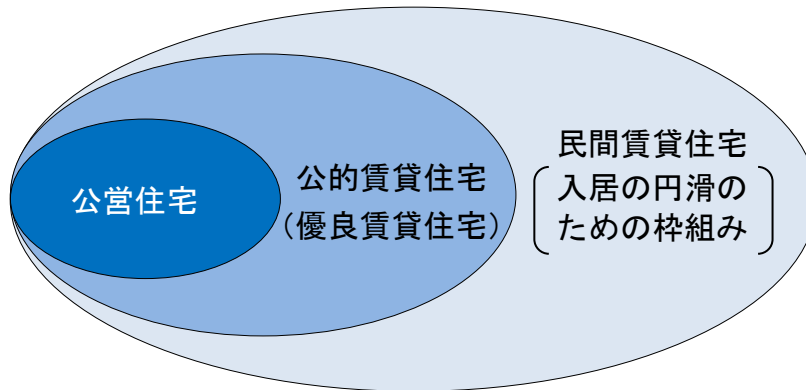 公営住宅
公的賃貸住宅
（優良賃貸住宅）
民間賃貸住宅
入居の円滑の
ための枠組み